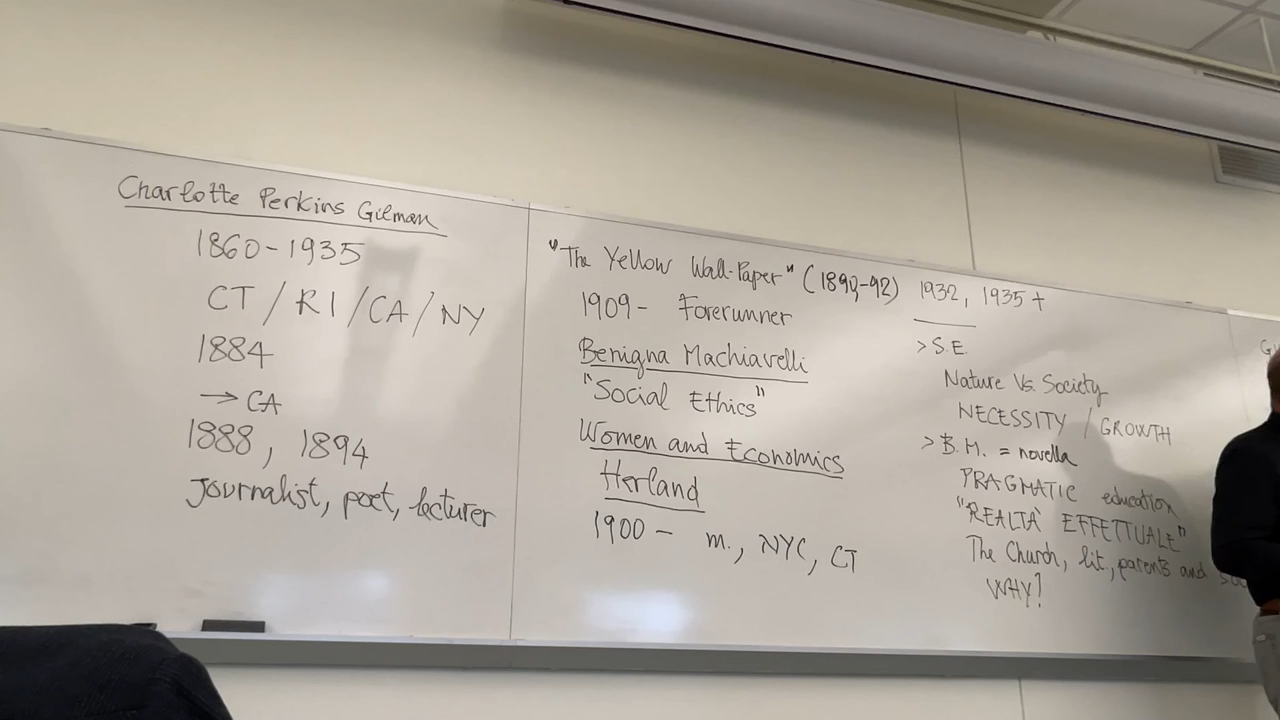 Charlotte Perkins Gilman
1860-1935
CT / RI / CA / NY
1884
→ CA
1888, 1894
journalist, poet, lecturer
"The Yellow Wall-Paper" (1890-92) 1932, 1935 +
1909- Forerunner
Benigna Machiavelli
"Social Ethics"
Women and Economics
Herland
1900- m., NYC, CT
> S.E.
Nature Vs. Society
NECESSITY / GROWTH
> B.M. = novella
PRAGMATIC education
"REALTÀ EFFETTUALE"
The Church, lit., parents and
WHY?